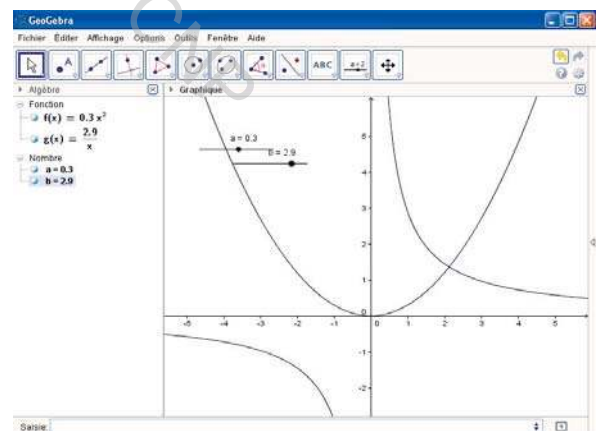 GeoGebra
Fichier Éditer Affichage Options Outils Fenêtre Aide
ABC
a=2
Algèbre
Graphique
Fonction
f(x) = 0.3 x²
g(x) = 2.9 / x
Nombre
a = 0.3
b = 2.9
a = 0.3
b = 2.9
5
4
3
2
1
0
-5 -4 -3 -2 -1 0 1 2 3 4 5
-1
-2
Saisie: